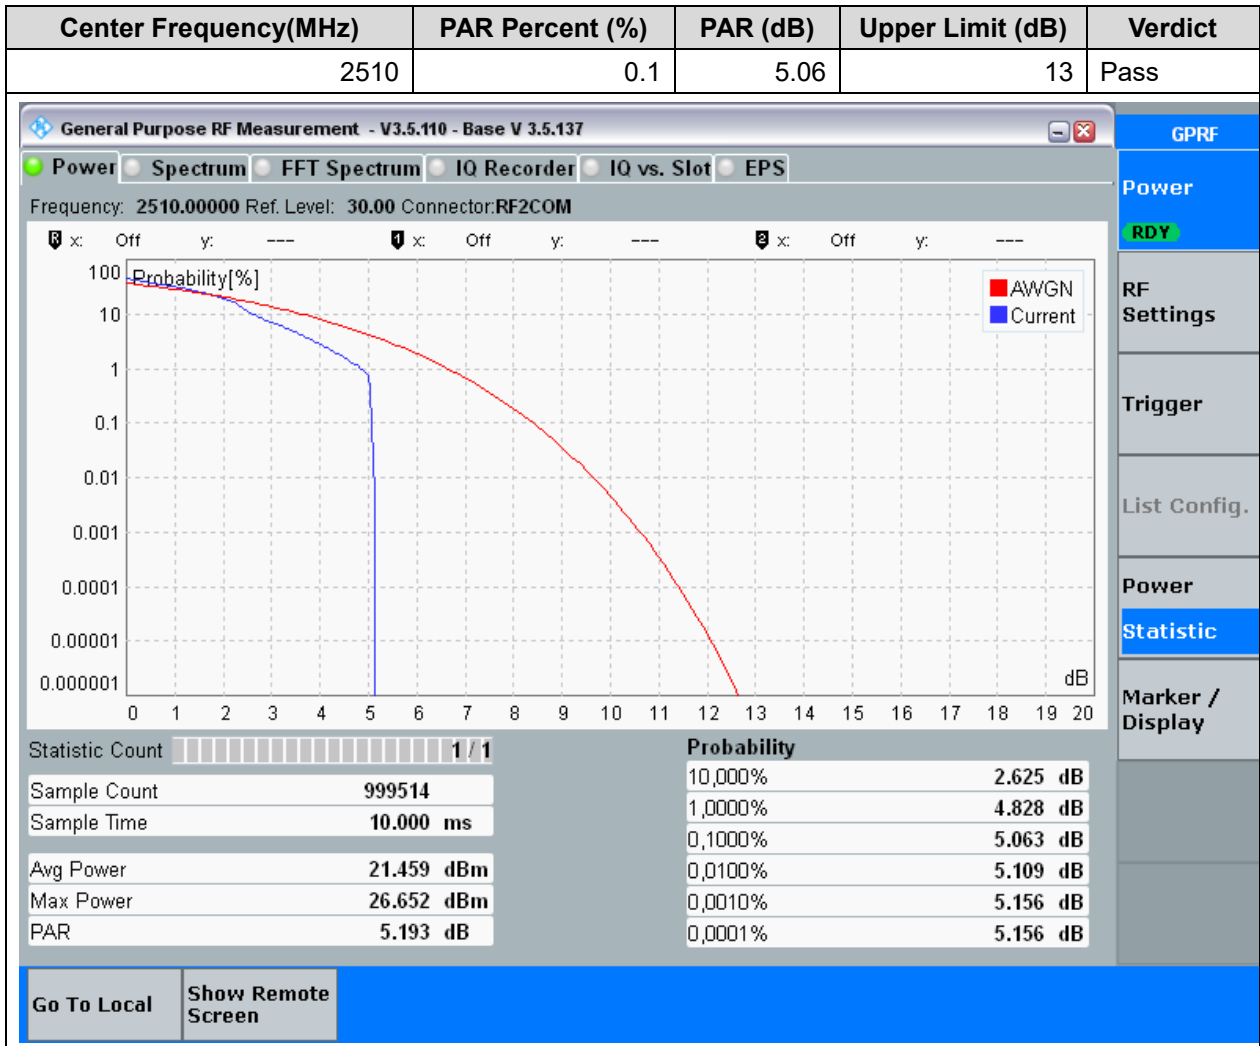 Center Frequency(MHz) PAR Percent (%) PAR (dB) Upper Limit (dB) Verdict
2510 0.1 5.06 13 Pass
General Purpose RF Measurement - V3.5.110 - Base V 3.5.137
GPRF
Power Spectrum FFT Spectrum IQ Recorder IQ vs. Slot EPS
Frequency: 2510.00000 Ref. Level: 30.00 Connector:RF2COM
R x: Off y: --- 1 x: Off y: --- 2 x: Off y: ---
Probability[%]
AWGN
Current
100
10
1
0.1
0.01
0.001
0.0001
0.00001
0.000001
dB
0 1 2 3 4 5 6 7 8 9 10 11 12 13 14 15 16 17 18 19 20
Statistic Count 1 / 1
Sample Count 999514
Sample Time 10.000 ms
Avg Power 21.459 dBm
Max Power 26.652 dBm
PAR 5.193 dB
Probability
10,000% 2.625 dB
1,0000% 4.828 dB
0,1000% 5.063 dB
0,0100% 5.109 dB
0,0010% 5.156 dB
0,0001% 5.156 dB
Power
RDY
RF
Settings
Trigger
List Config.
Power
Statistic
Marker /
Display
Go To Local
Show Remote
Screen